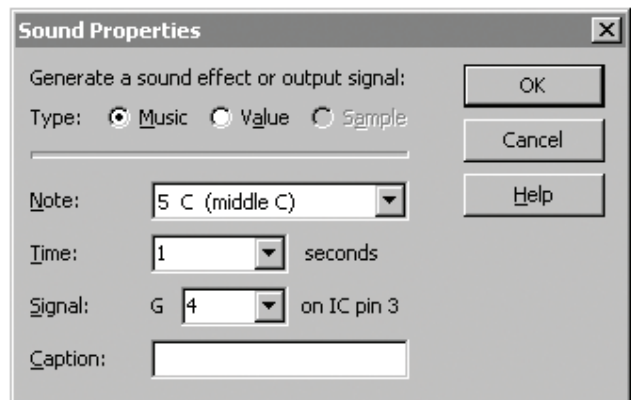 Sound Properties
Generate a sound effect or output signal:
OK
Type: Music Value Sample
Cancel
Note: 5 C (middle C)
Help
Time: 1 seconds
Signal: G 4 on IC pin 3
Caption: